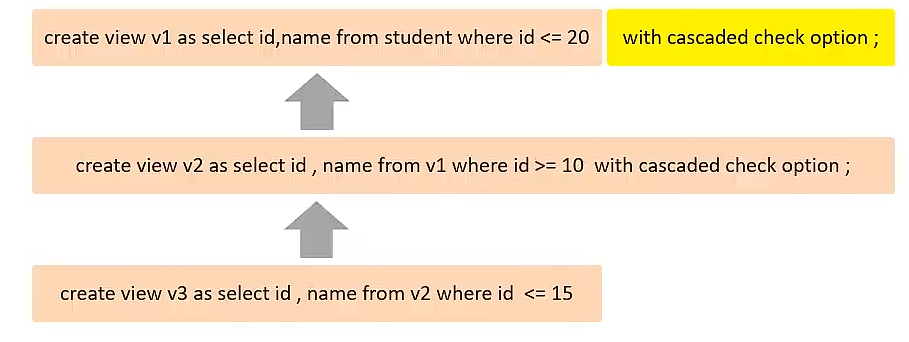 create view v1 as select id,name from student where id <= 20 with cascaded check option ;
create view v2 as select id , name from v1 where id >= 10 with cascaded check option ;
create view v3 as select id , name from v2 where id <= 15